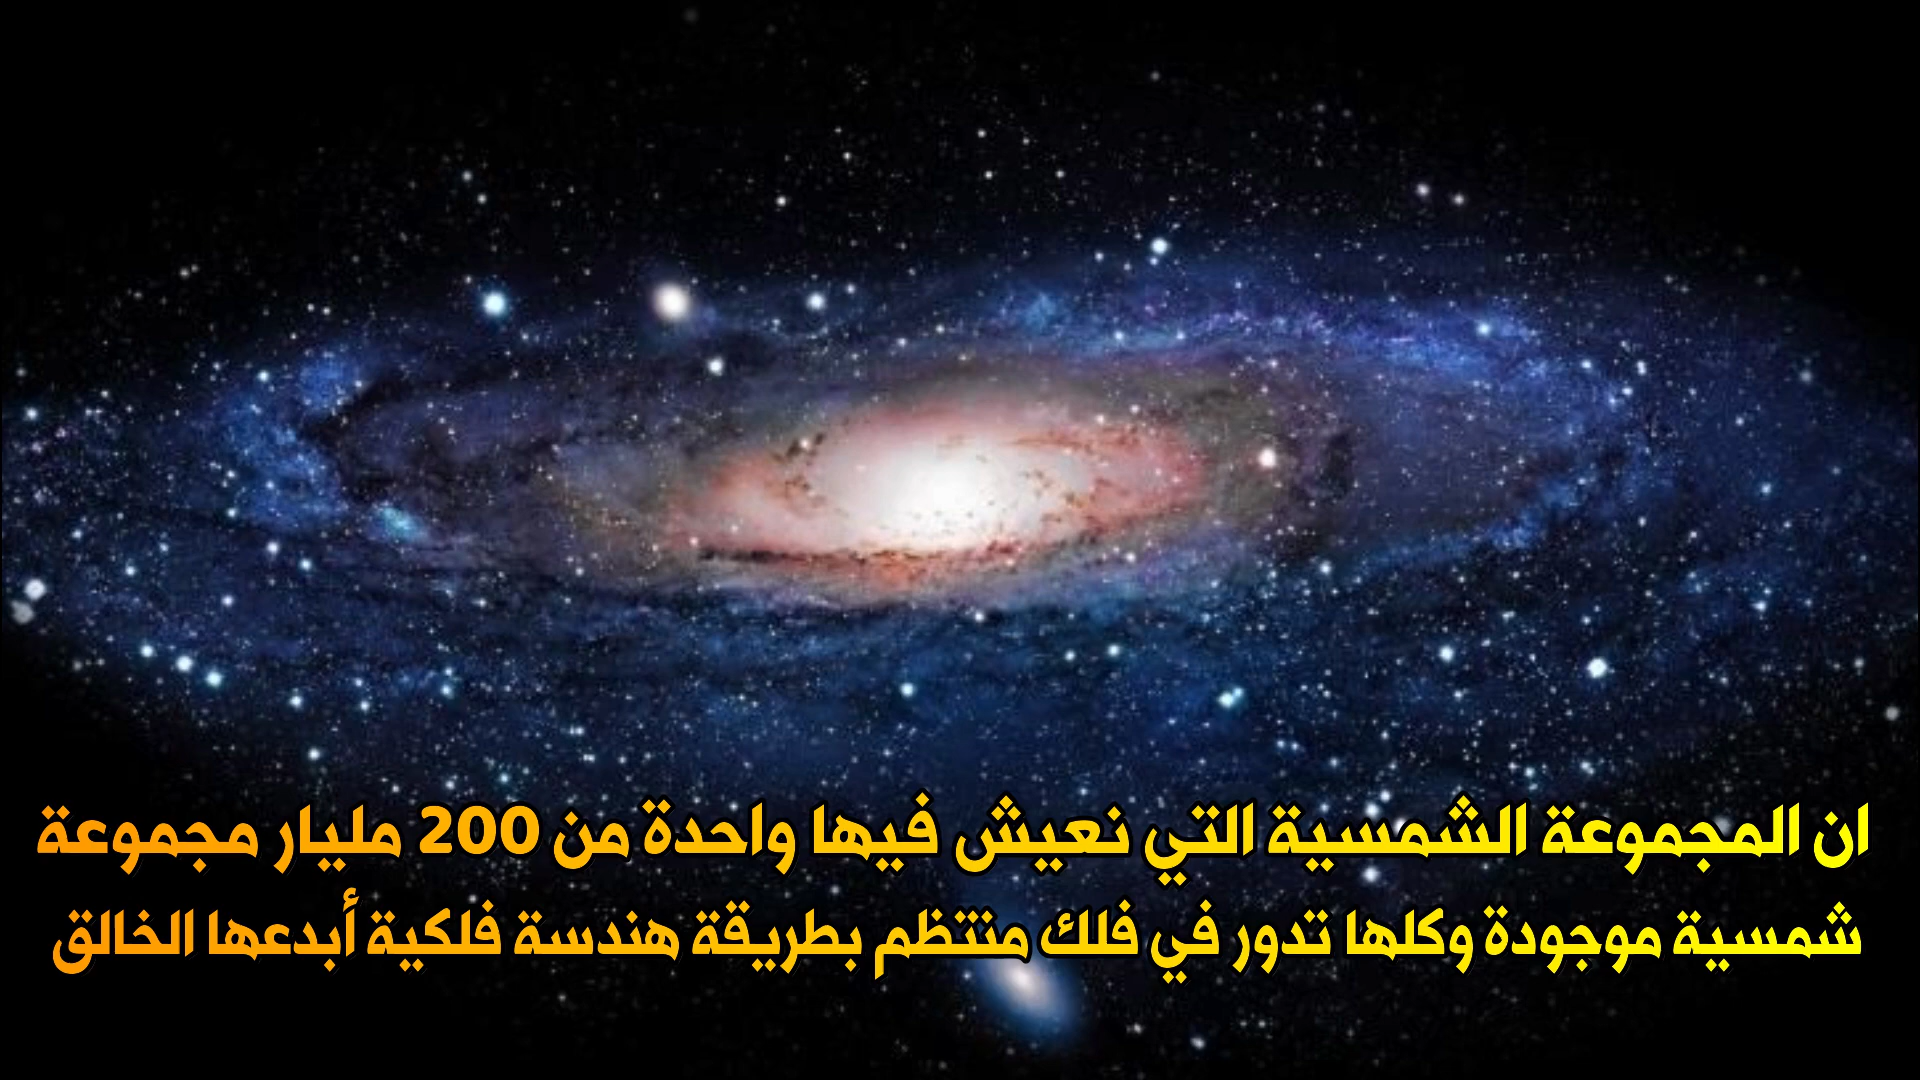 ان المجموعة الشمسية التي نعيش فيها واحدة من 200 مليار مجموعة
شمسية موجودة وكلها تدور في فلك منتظم بطريقة هندسة فلكية أبدعها الخالق